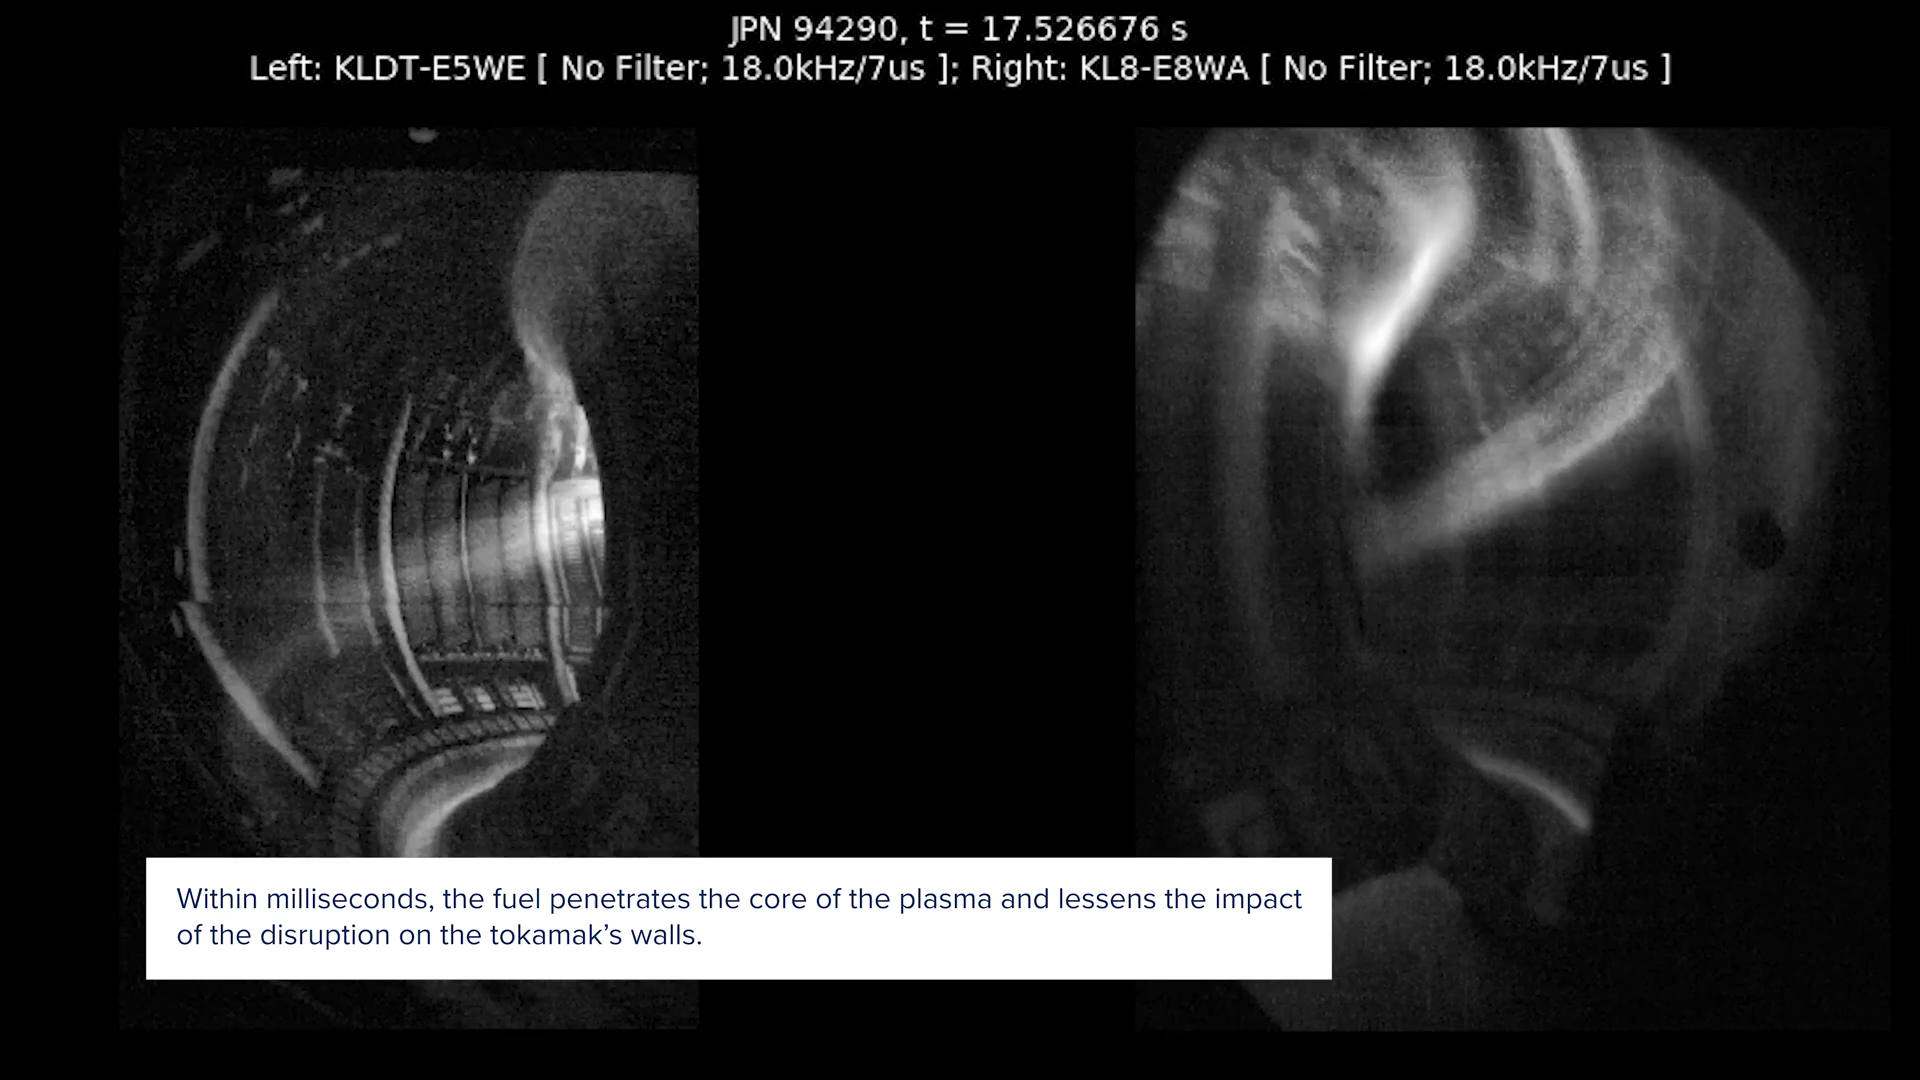 JPN 94290, t = 17.526676 s
Left: KLDT-E5WE [ No Filter; 18.0kHz/7us ]; Right: KL8-E8WA [ No Filter; 18.0kHz/7us ]
Within milliseconds, the fuel penetrates the core of the plasma and lessens the impact
of the disruption on the tokamak’s walls.